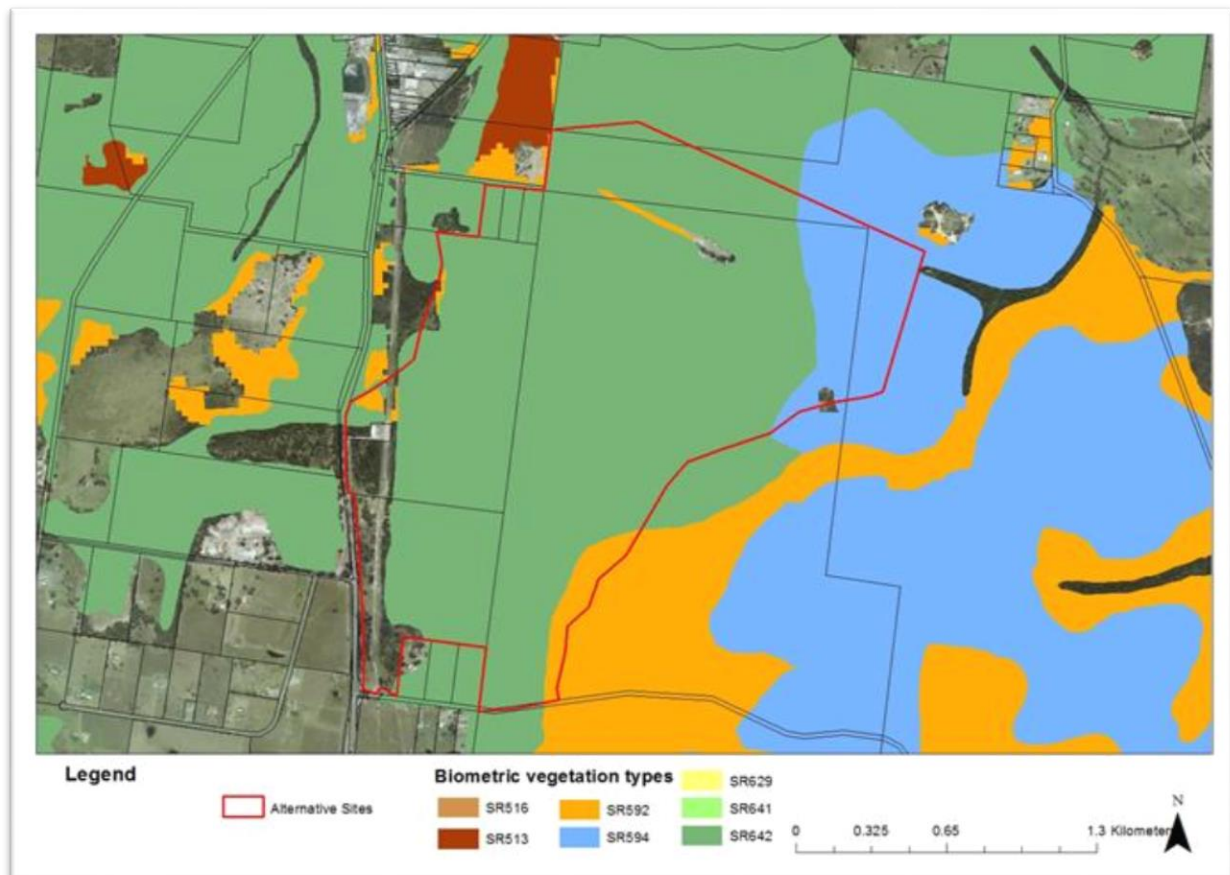 Legend
Alternative Sites
Biometric vegetation types
SR516
SR513
SR592
SR594
SR629
SR641
SR642
0 0.325 0.65 1.3 Kilometer
N